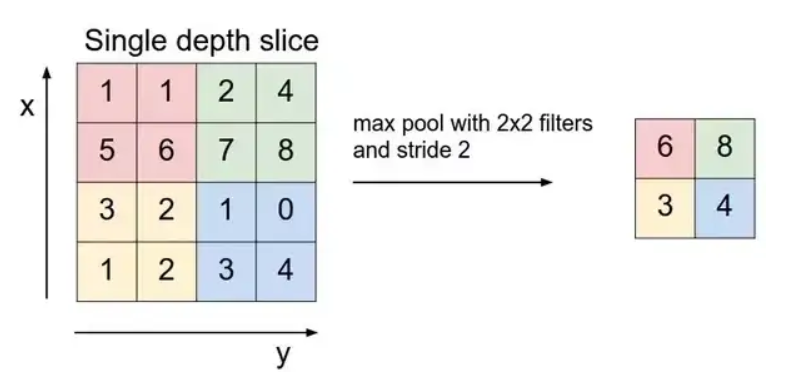 Single depth slice
x
1 1 2 4
5 6 7 8
3 2 1 0
1 2 3 4
y
max pool with 2x2 filters
and stride 2
6 8
3 4